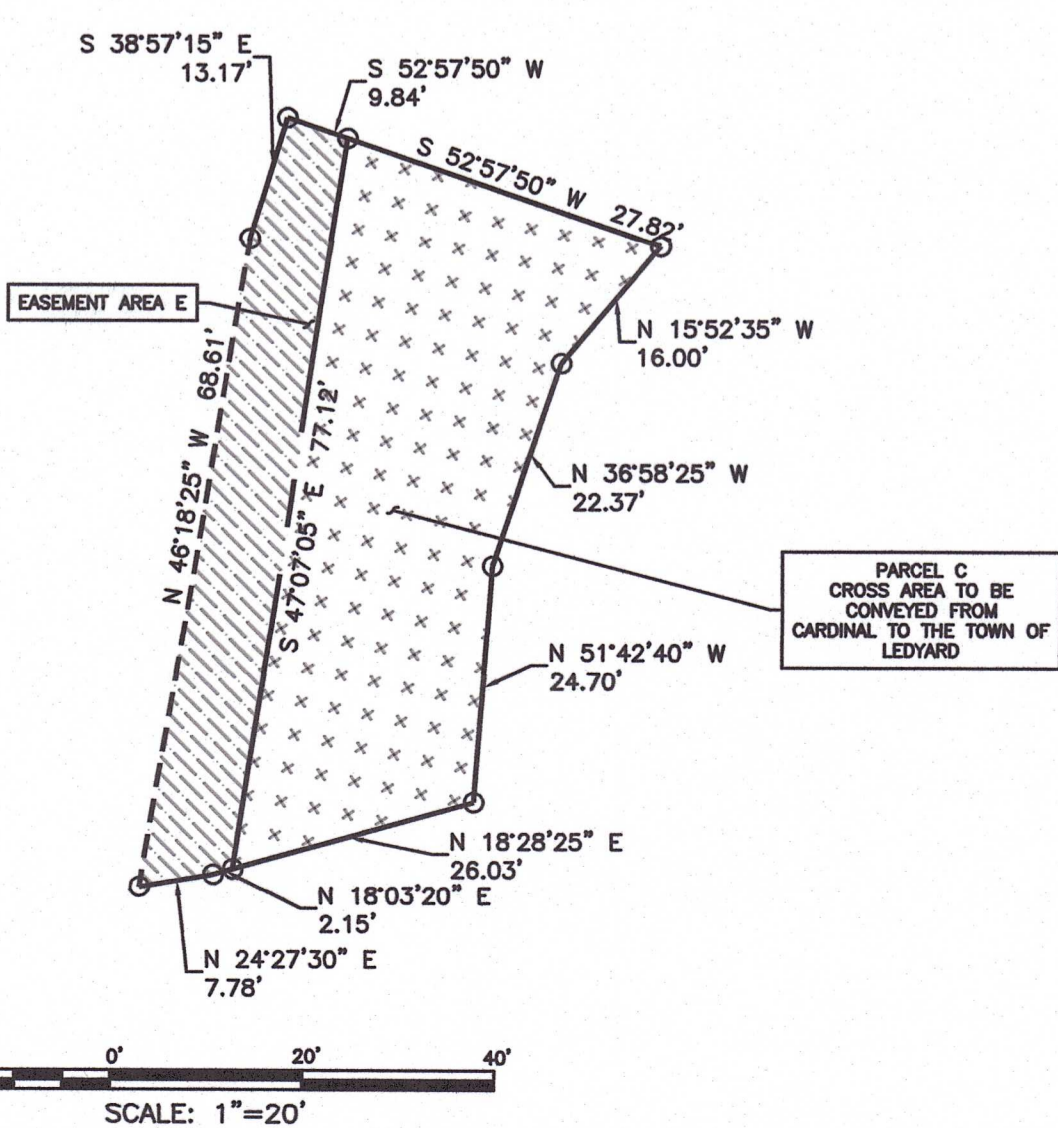 S 38°57'15" E
13.17'
S 52°57'50" W
9.84'
S 52°57'50" W 27.82'
EASEMENT AREA E
N 15°52'35" W
16.00'
N 46°18'25" W 68.61'
S 47°07'05" E 77.12'
N 36°58'25" W
22.37'
PARCEL C
CROSS AREA TO BE
CONVEYED FROM
CARDINAL TO THE TOWN OF
LEDYARD
N 51°42'40" W
24.70'
N 18°28'25" E
26.03'
N 18°03'20" E
2.15'
N 24°27'30" E
7.78'
0' 20' 40'
SCALE: 1"=20'